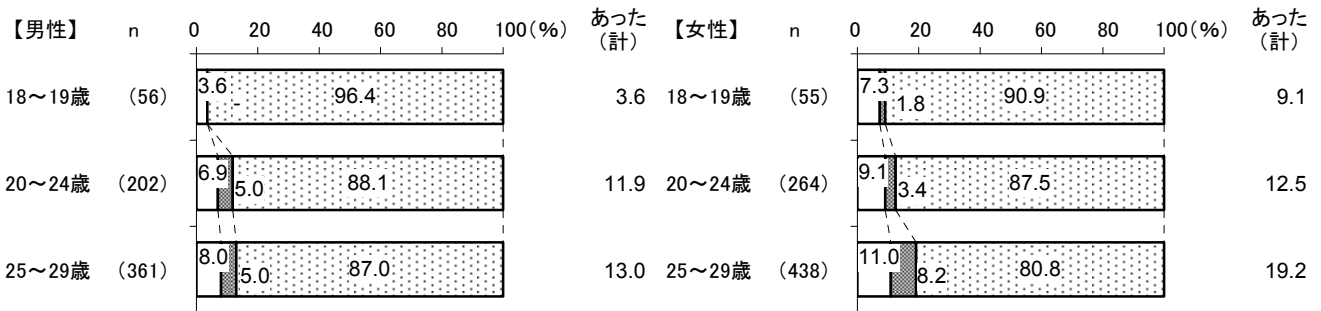 【男性】 n 0 20 40 60 80 100(%) あった(計)
18～19歳 (56) 3.6 - 96.4 3.6
20～24歳 (202) 6.9 5.0 88.1 11.9
25～29歳 (361) 8.0 5.0 87.0 13.0
【女性】 n 0 20 40 60 80 100(%) あった(計)
18～19歳 (55) 7.3 1.8 90.9 9.1
20～24歳 (264) 9.1 3.4 87.5 12.5
25～29歳 (438) 11.0 8.2 80.8 19.2